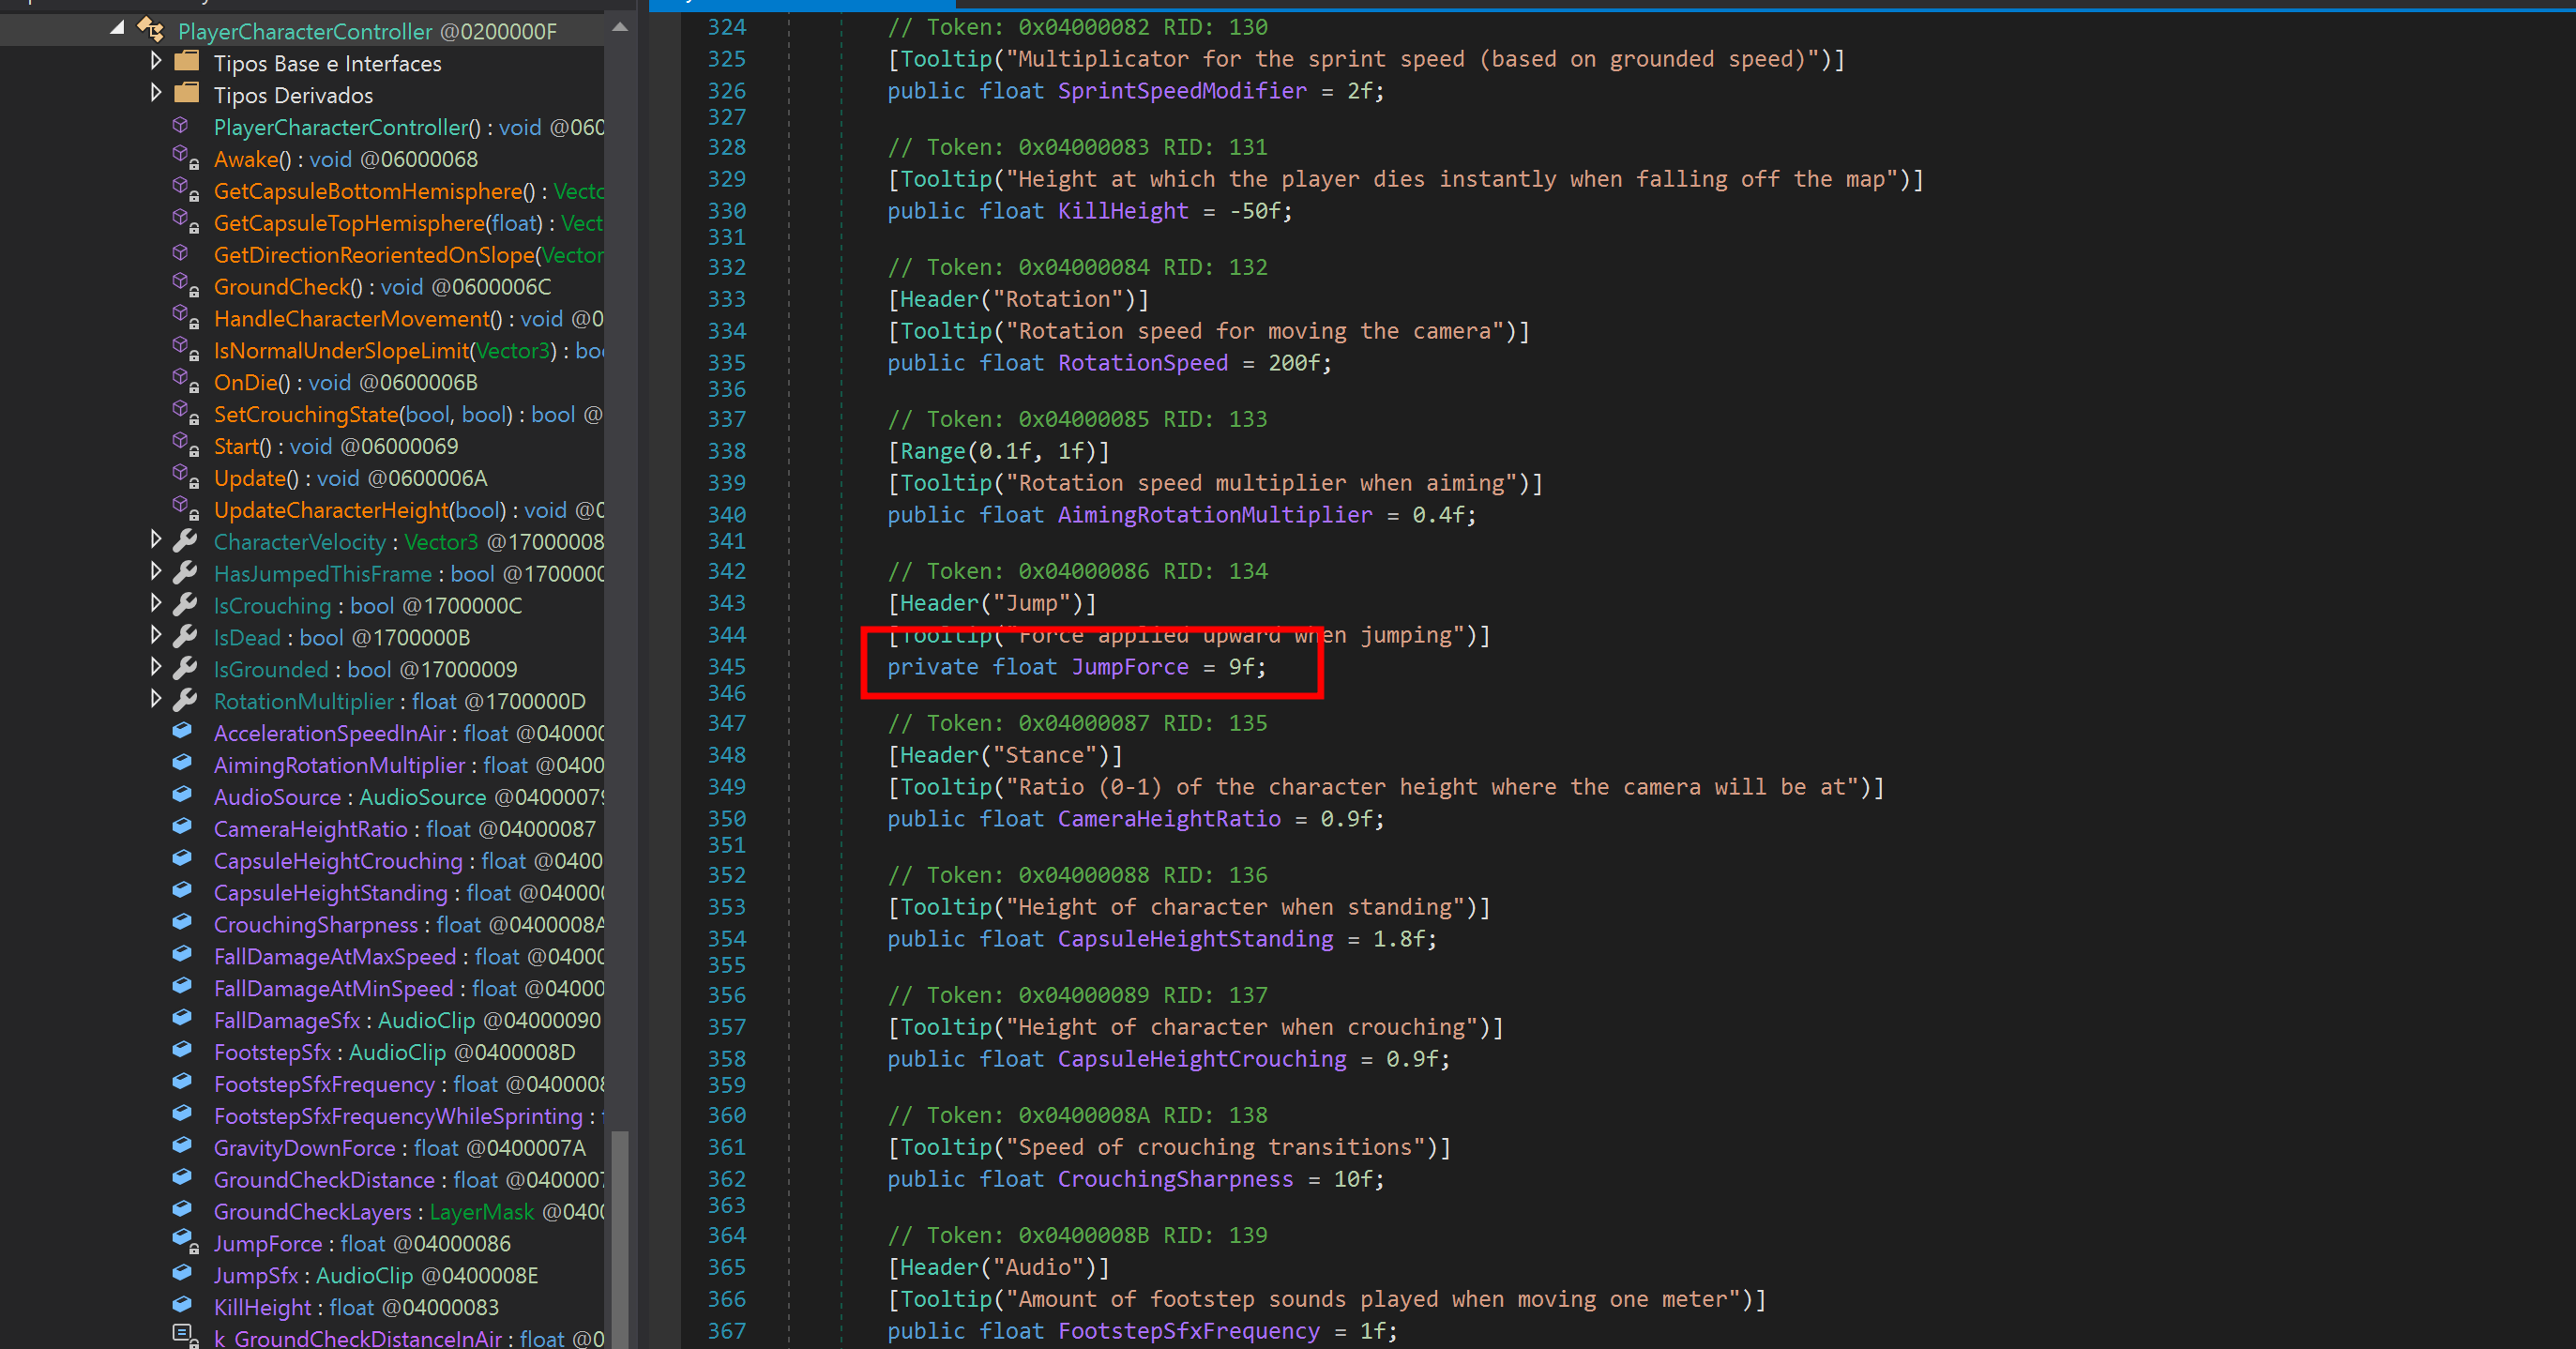 PlayerCharacterController @0200000F
Tipos Base e Interfaces
Tipos Derivados
PlayerCharacterController() : void @060
Awake() : void @06000068
GetCapsuleBottomHemisphere() : Vecto
GetCapsuleTopHemisphere(float) : Vect
GetDirectionReorientedOnSlope(Vector
GroundCheck() : void @0600006C
HandleCharacterMovement() : void @0
IsNormalUnderSlopeLimit(Vector3) : boo
OnDie() : void @0600006B
SetCrouchingState(bool, bool) : bool @
Start() : void @06000069
Update() : void @0600006A
UpdateCharacterHeight(bool) : void @0
CharacterVelocity : Vector3 @17000008
HasJumpedThisFrame : bool @1700000
IsCrouching : bool @1700000C
IsDead : bool @1700000B
IsGrounded : bool @17000009
RotationMultiplier : float @1700000D
AccelerationSpeedInAir : float @040000
AimingRotationMultiplier : float @0400
AudioSource : AudioSource @04000079
CameraHeightRatio : float @04000087
CapsuleHeightCrouching : float @0400
CapsuleHeightStanding : float @040000
CrouchingSharpness : float @0400008A
FallDamageAtMaxSpeed : float @04000
FallDamageAtMinSpeed : float @04000
FallDamageSfx : AudioClip @04000090
FootstepSfx : AudioClip @0400008D
FootstepSfxFrequency : float @0400008
FootstepSfxFrequencyWhileSprinting :
GravityDownForce : float @0400007A
GroundCheckDistance : float @0400007
GroundCheckLayers : LayerMask @0400
JumpForce : float @04000086
JumpSfx : AudioClip @0400008E
KillHeight : float @04000083
k_GroundCheckDistanceInAir : float @0
324 // Token: 0x04000082 RID: 130
325 [Tooltip("Multiplicator for the sprint speed (based on grounded speed)")]
326 public float SprintSpeedModifier = 2f;
327
328 // Token: 0x04000083 RID: 131
329 [Tooltip("Height at which the player dies instantly when falling off the map")]
330 public float KillHeight = -50f;
331
332 // Token: 0x04000084 RID: 132
333 [Header("Rotation")]
334 [Tooltip("Rotation speed for moving the camera")]
335 public float RotationSpeed = 200f;
336
337 // Token: 0x04000085 RID: 133
338 [Range(0.1f, 1f)]
339 [Tooltip("Rotation speed multiplier when aiming")]
340 public float AimingRotationMultiplier = 0.4f;
341
342 // Token: 0x04000086 RID: 134
343 [Header("Jump")]
344 [Tooltip("Force applied upward when jumping")]
345 private float JumpForce = 9f;
346
347 // Token: 0x04000087 RID: 135
348 [Header("Stance")]
349 [Tooltip("Ratio (0-1) of the character height where the camera will be at")]
350 public float CameraHeightRatio = 0.9f;
351
352 // Token: 0x04000088 RID: 136
353 [Tooltip("Height of character when standing")]
354 public float CapsuleHeightStanding = 1.8f;
355
356 // Token: 0x04000089 RID: 137
357 [Tooltip("Height of character when crouching")]
358 public float CapsuleHeightCrouching = 0.9f;
359
360 // Token: 0x0400008A RID: 138
361 [Tooltip("Speed of crouching transitions")]
362 public float CrouchingSharpness = 10f;
363
364 // Token: 0x0400008B RID: 139
365 [Header("Audio")]
366 [Tooltip("Amount of footstep sounds played when moving one meter")]
367 public float FootstepSfxFrequency = 1f;